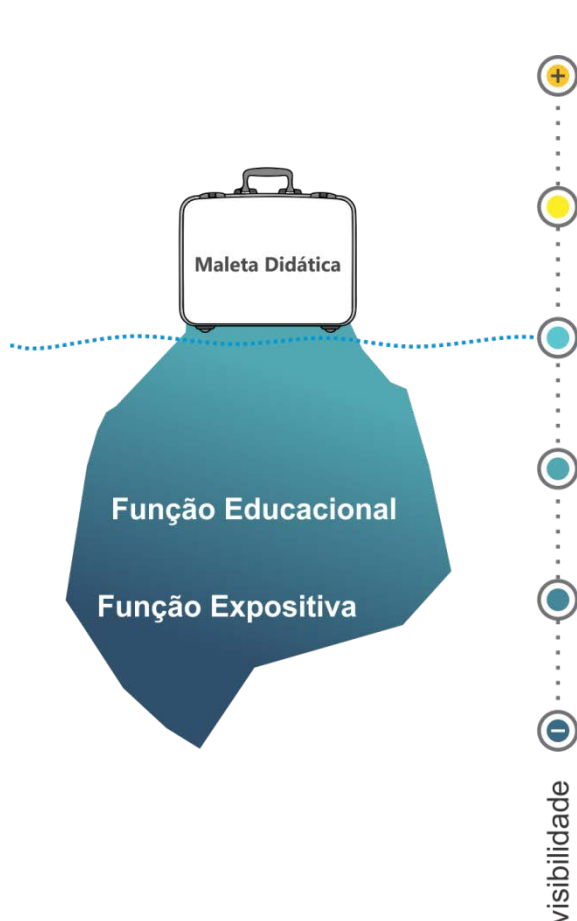 +
Maleta Didática
Função Educacional
Função Expositiva
−
visibilidade